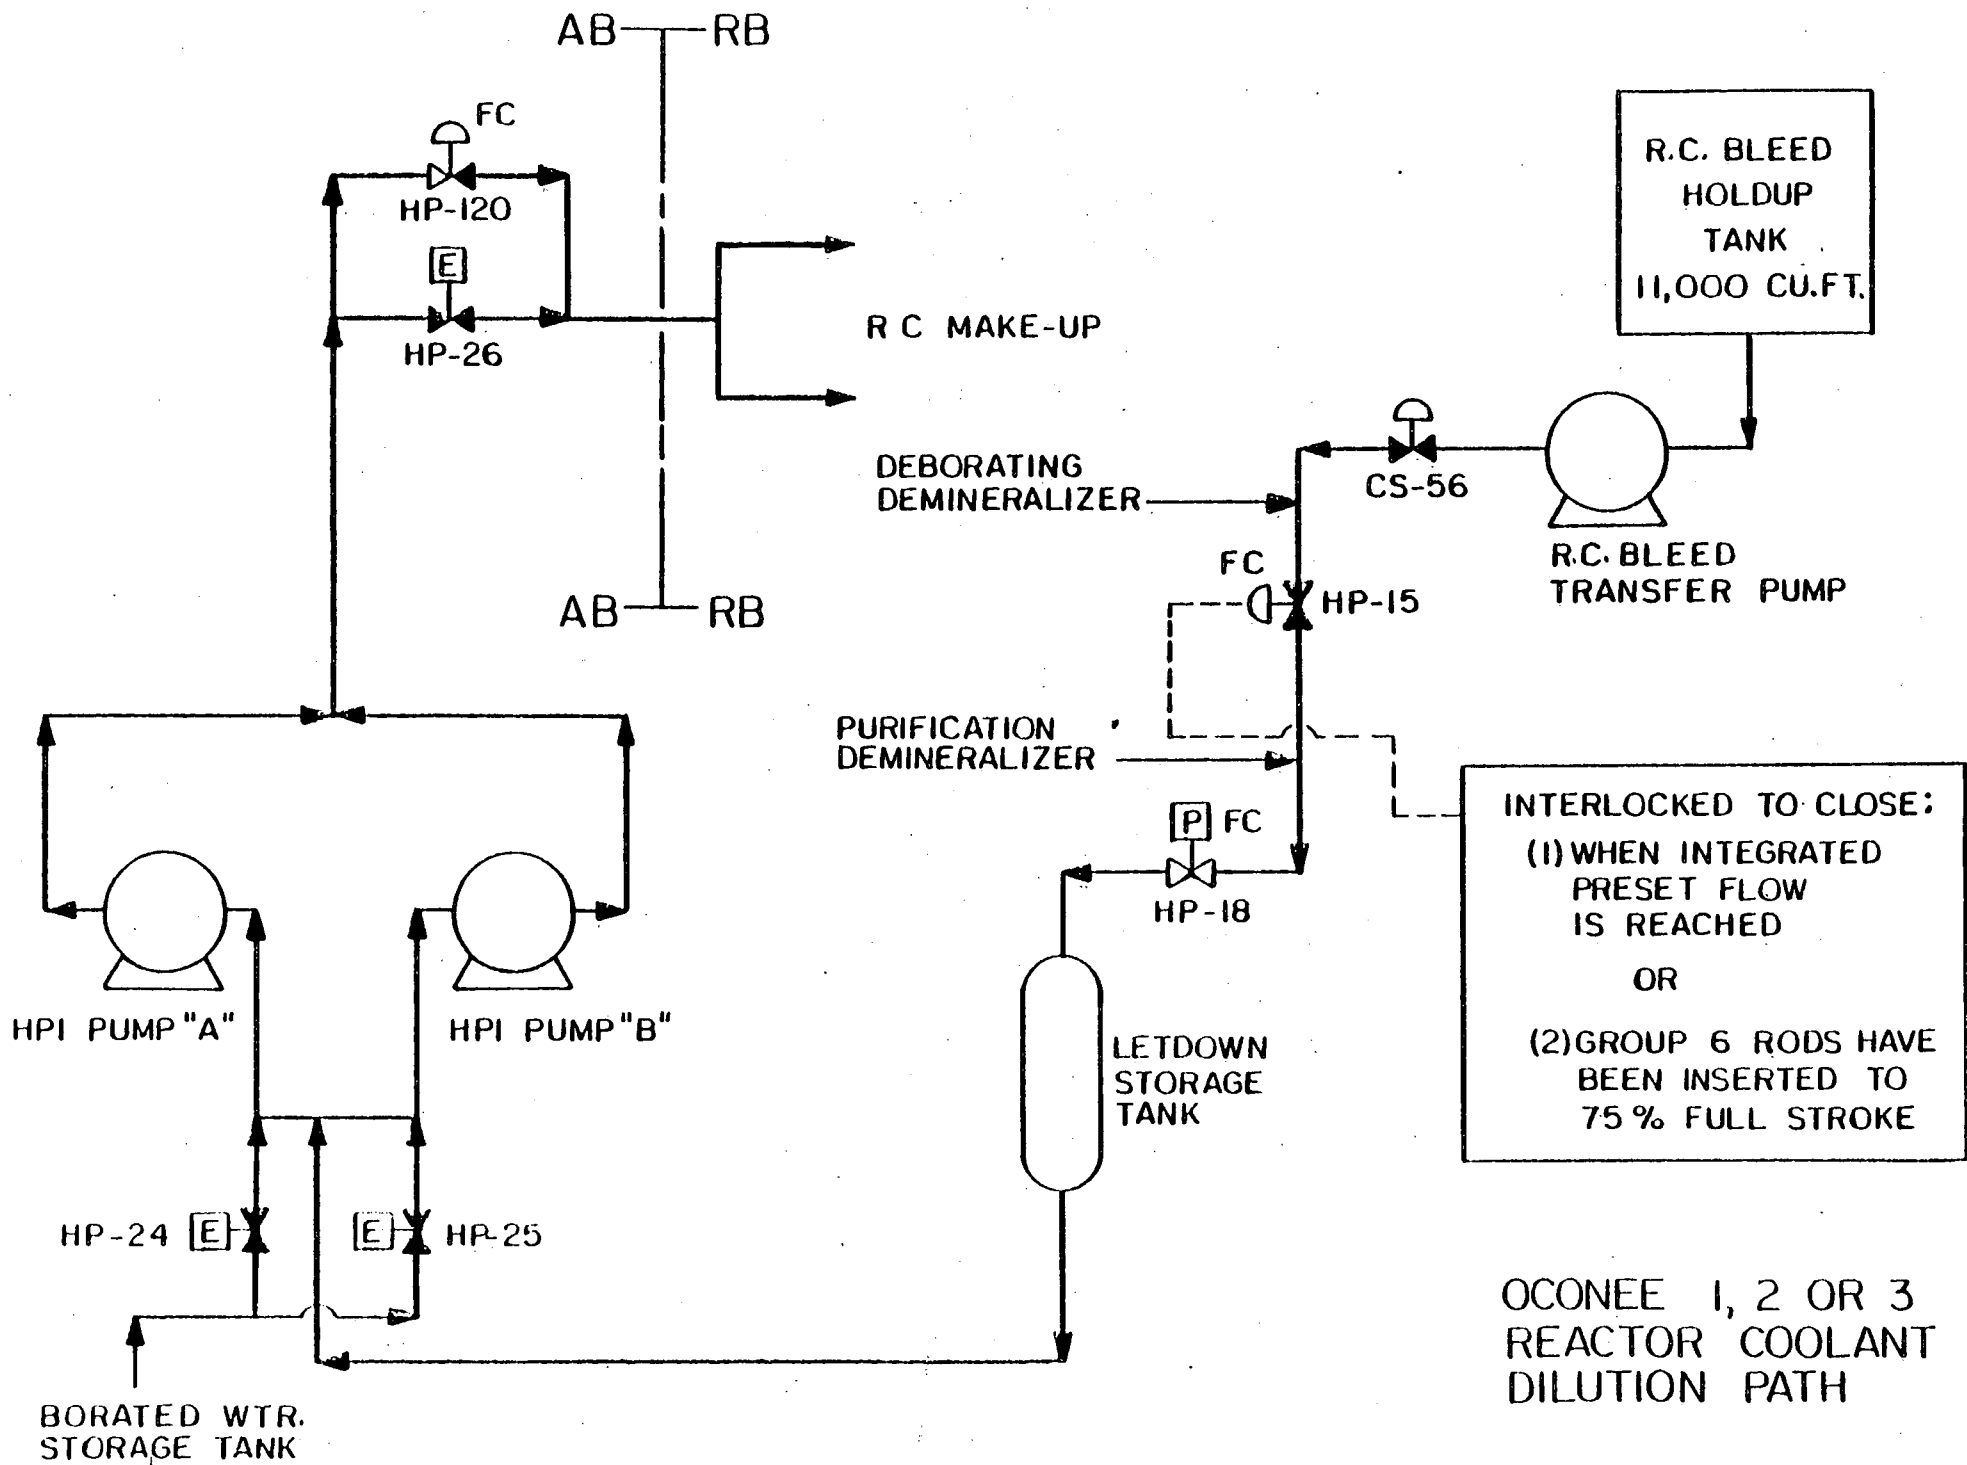 AB RB
FC
HP-120
E
HP-26
R C MAKE-UP
AB RB
R.C. BLEED
HOLDUP
TANK
11,000 CU.FT.
CS-56
R.C. BLEED
TRANSFER PUMP
DEBORATING
DEMINERALIZER
FC
HP-15
PURIFICATION
DEMINERALIZER
P FC
HP-18
INTERLOCKED TO CLOSE:
(1) WHEN INTEGRATED
PRESET FLOW
IS REACHED
OR
(2) GROUP 6 RODS HAVE
BEEN INSERTED TO
75% FULL STROKE
HPI PUMP "A"
HPI PUMP "B"
LETDOWN
STORAGE
TANK
HP-24 E
E HP-25
BORATED WTR.
STORAGE TANK
OCONEE 1, 2 OR 3
REACTOR COOLANT
DILUTION PATH